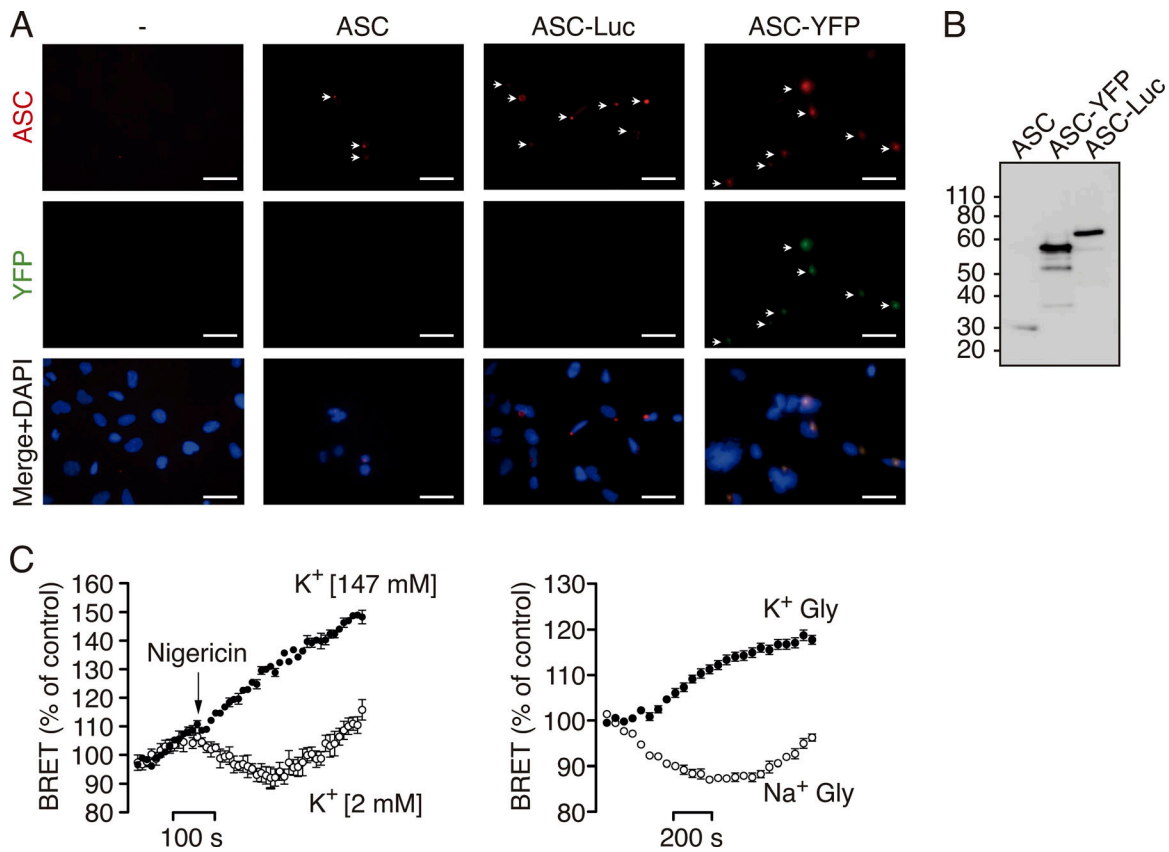 A
- ASC ASC-Luc ASC-YFP
ASC
YFP
Merge+DAPI
B
ASC
ASC-YFP
ASC-Luc
110
80
60
50
40
30
20
C
BRET (% of control)
160
150
140
130
120
110
100
90
80
K⁺ [147 mM]
Nigericin
K⁺ [2 mM]
100 s
BRET (% of control)
130
120
110
100
90
80
K⁺ Gly
Na⁺ Gly
200 s